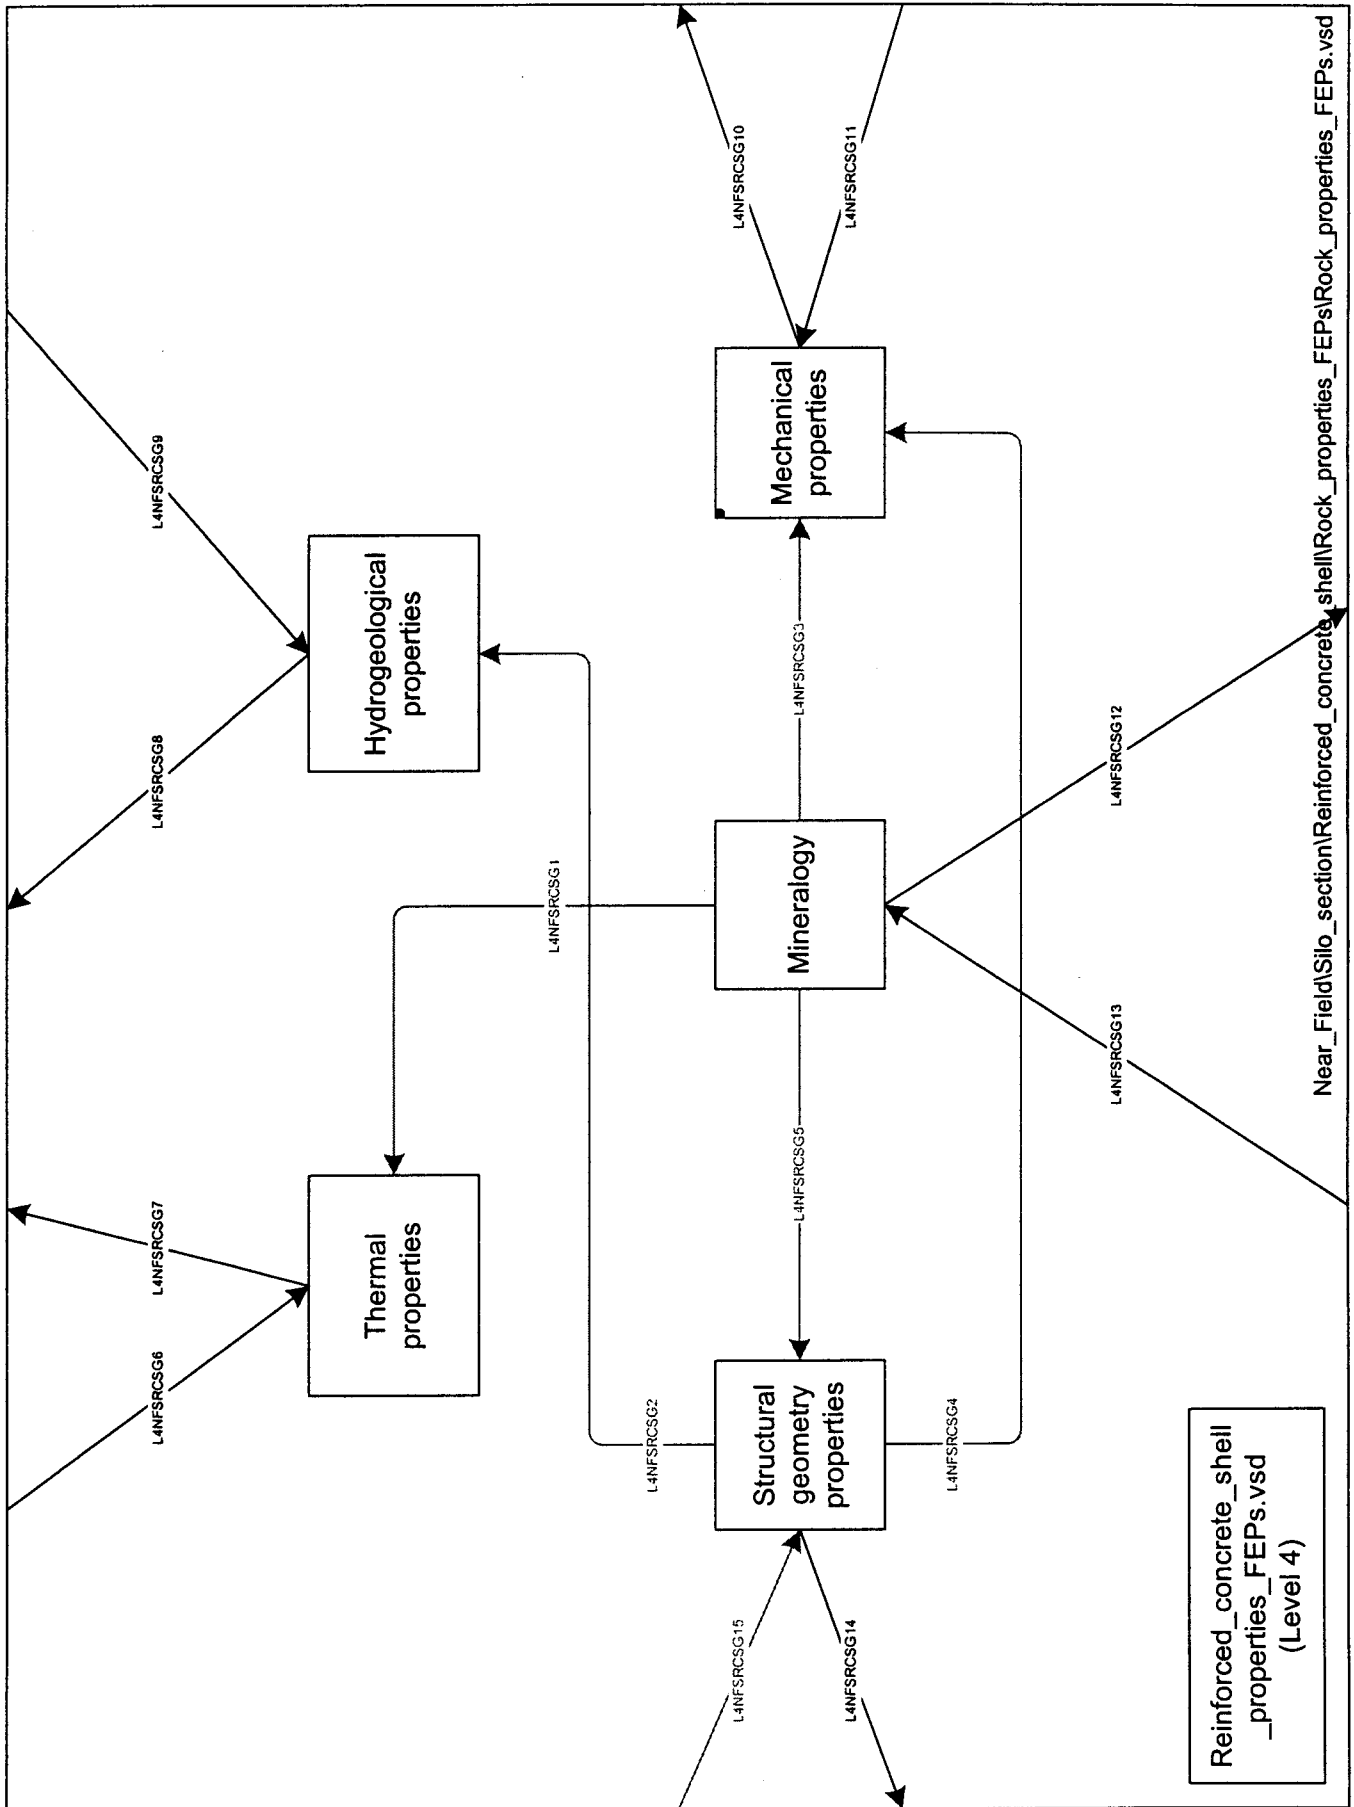 L4NFSRCSG6
L4NFSRCSG7
L4NFSRCSG8
L4NFSRCSG9
Thermal
properties
Hydrogeological
properties
L4NFSRCSG1
L4NFSRCSG2
L4NFSRCSG15
L4NFSRCSG14
Structural
geometry
properties
L4NFSRCSG5
Mineralogy
L4NFSRCSG3
Mechanical
properties
L4NFSRCSG10
L4NFSRCSG11
L4NFSRCSG4
L4NFSRCSG13
L4NFSRCSG12
Reinforced_concrete_shell
_properties_FEPs.vsd
(Level 4)
Near_Field\Silo_section\Reinforced_concrete_shell\Rock_properties_FEPs\Rock_properties_FEPs.vsd